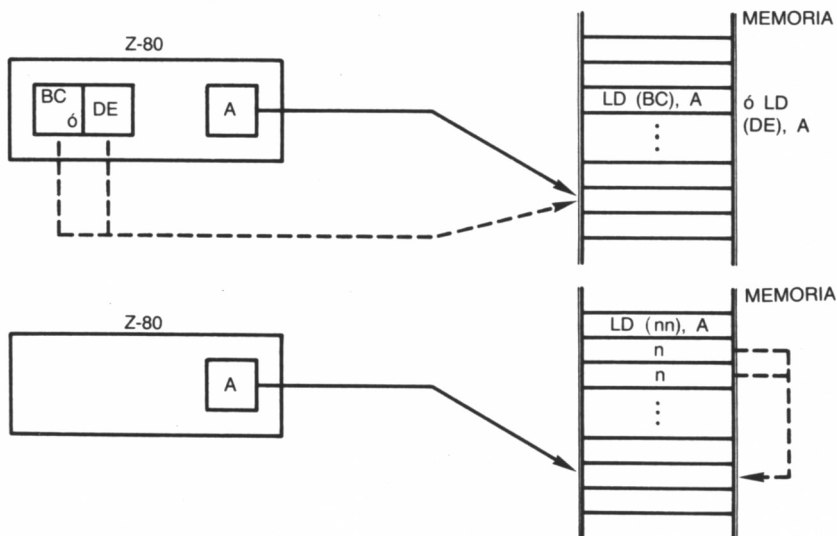 MEMORIA
Z-80
BC
ó
DE
A
LD (BC), A
ó LD
(DE), A
MEMORIA
Z-80
LD (nn), A
A
n
n